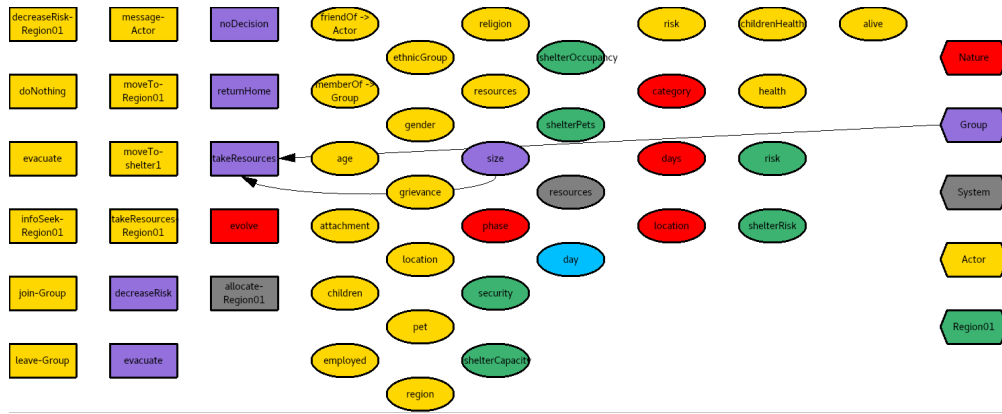 decreaseRisk-
Region01
message-
Actor
noDecision
friendOf ->
Actor
religion
risk
childrenHealth
alive
ethnicGroup
shelterOccupancy
Nature
doNothing
moveTo-
Region01
returnHome
memberOf ->
Group
resources
category
health
gender
shelterPets
Group
evacuate
moveTo-
shelter1
takeResources
age
size
days
risk
grievance
resources
System
infoSeek-
Region01
takeResources-
Region01
evolve
attachment
phase
location
shelterRisk
location
day
Actor
join-Group
decreaseRisk
allocate-
Region01
children
security
pet
Region01
leave-Group
evacuate
employed
shelterCapacity
region